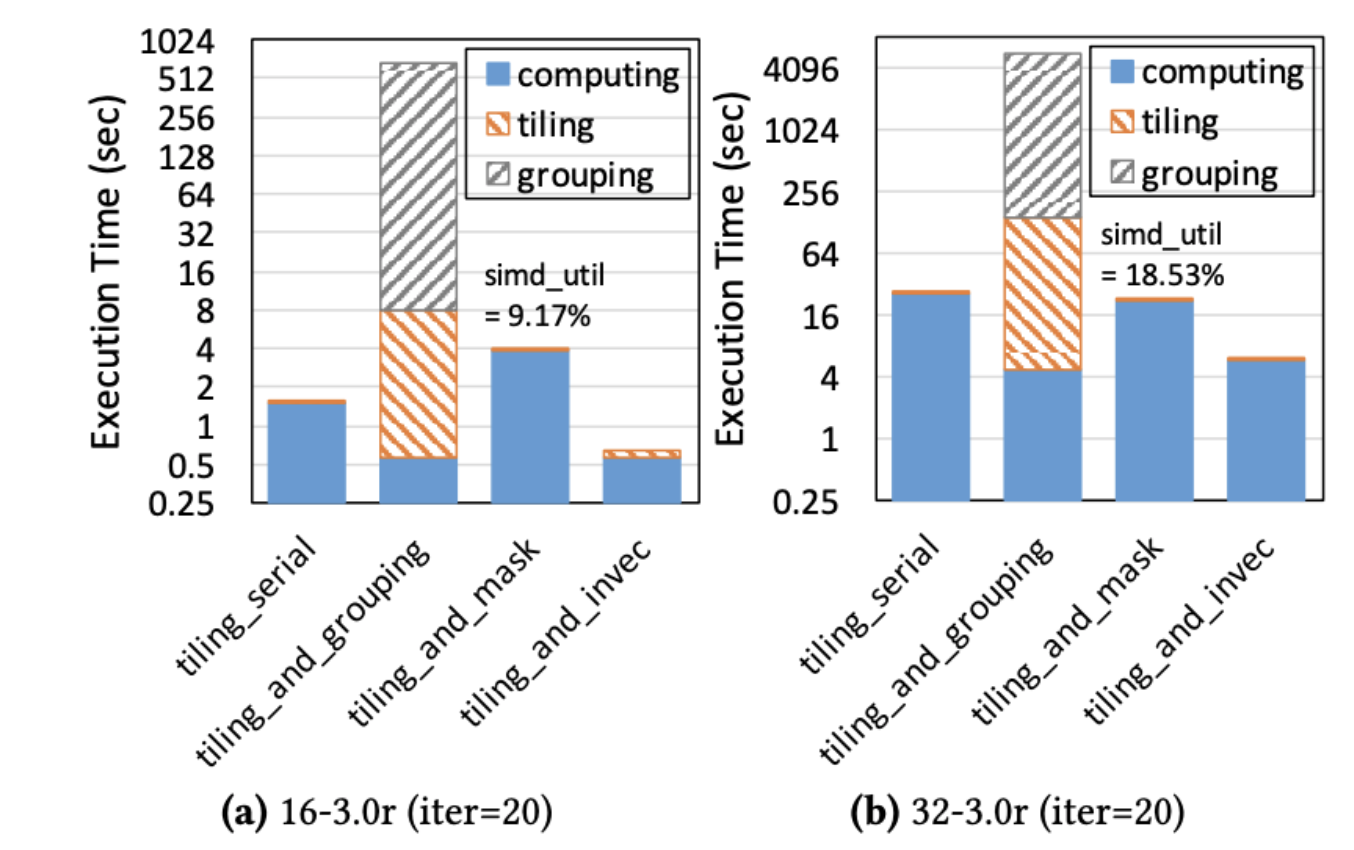 Execution Time (sec)
1024
512
256
128
64
32
16
8
4
2
1
0.5
0.25
computing
tiling
grouping
simd_util
= 9.17%
tiling_serial
tiling_and_grouping
tiling_and_mask
tiling_and_invec
(a) 16-3.0r (iter=20)
Execution Time (sec)
4096
1024
256
64
16
4
1
0.25
computing
tiling
grouping
simd_util
= 18.53%
tiling_serial
tiling_and_grouping
tiling_and_mask
tiling_and_invec
(b) 32-3.0r (iter=20)